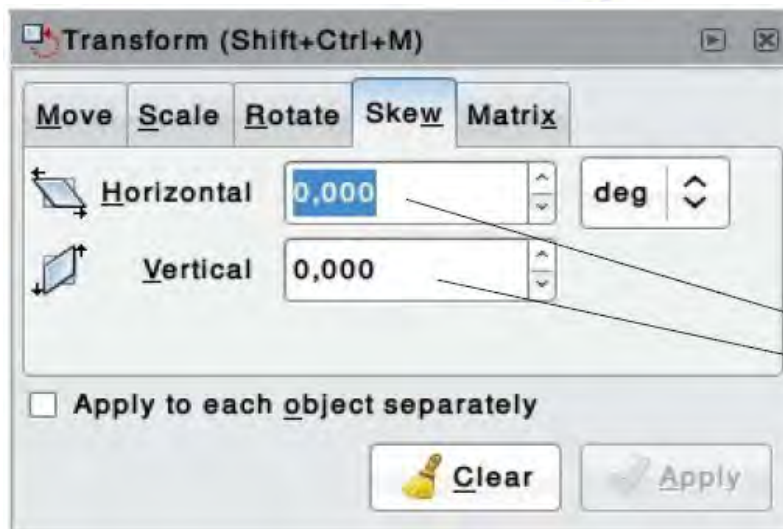 Transform (Shift+Ctrl+M)
Move Scale Rotate Skew Matrix
Horizontal 0,000 deg
Vertical 0,000
Apply to each object separately
Clear Apply